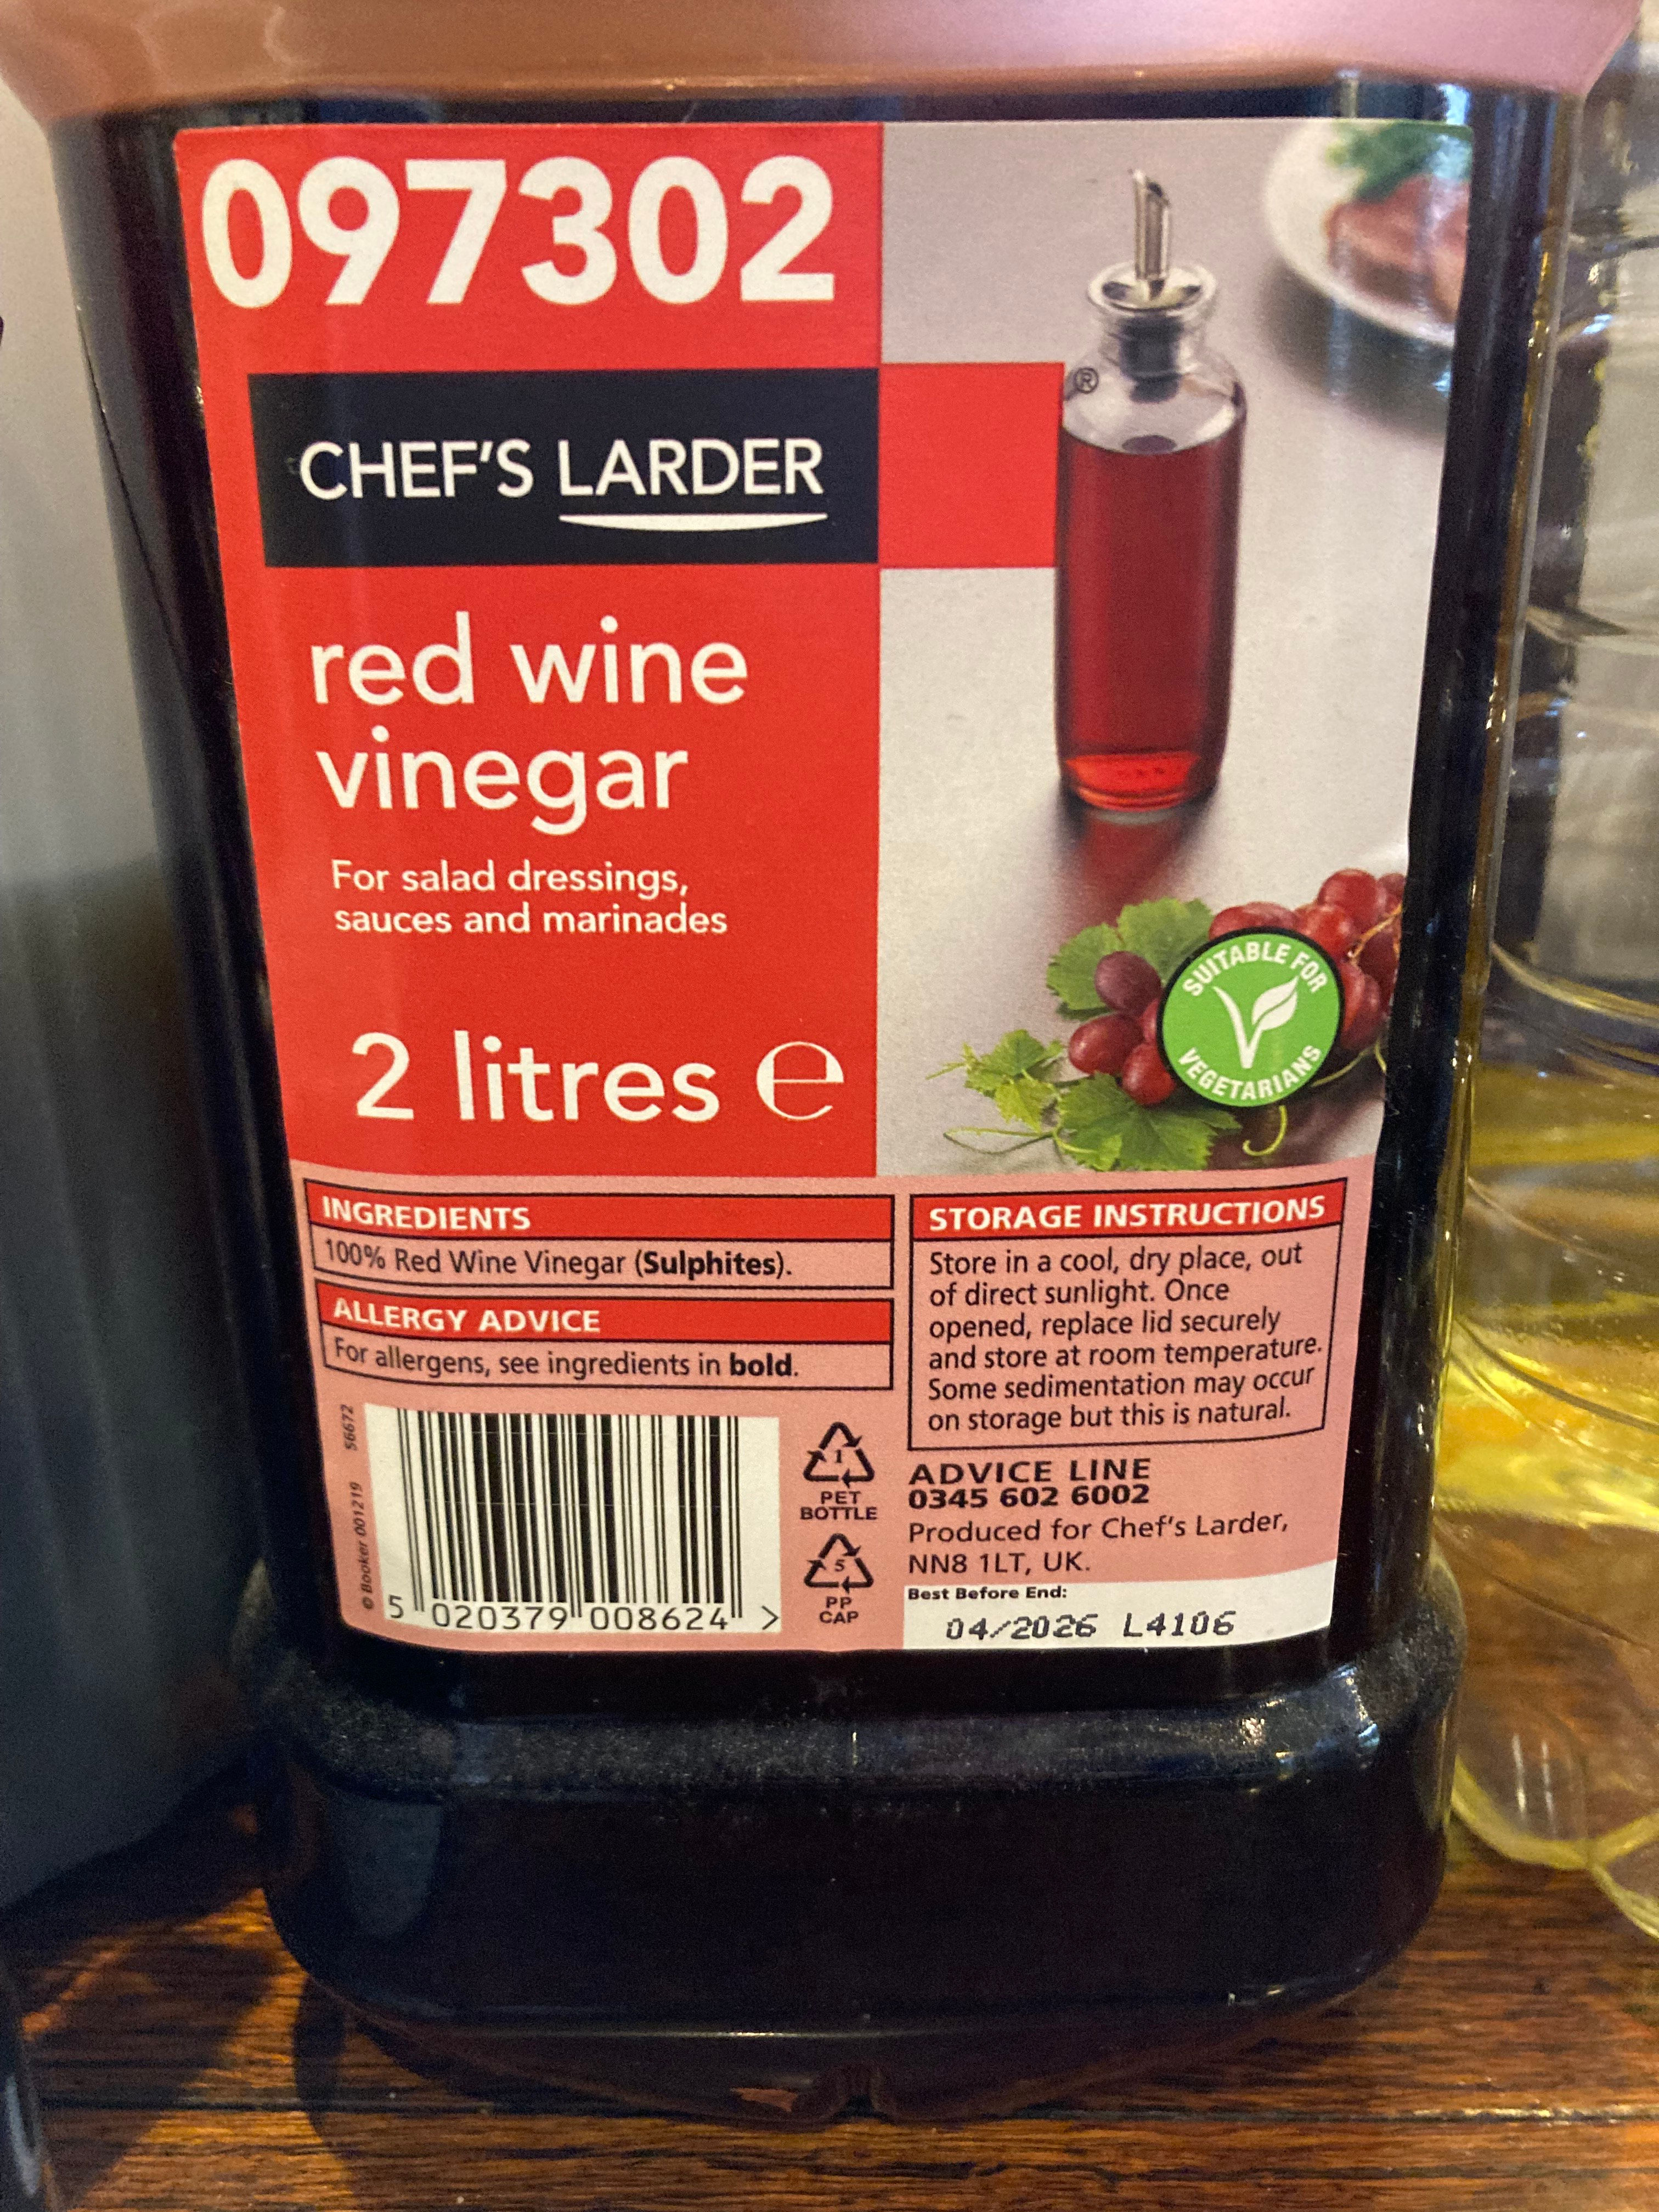 097302
CHEF'S LARDER
®
red wine
vinegar
For salad dressings,
sauces and marinades
2 litres ℮
SUITABLE FOR
VEGETARIANS
INGREDIENTS
100% Red Wine Vinegar (Sulphites).
ALLERGY ADVICE
For allergens, see ingredients in bold.
STORAGE INSTRUCTIONS
Store in a cool, dry place, out
of direct sunlight. Once
opened, replace lid securely
and store at room temperature.
Some sedimentation may occur
on storage but this is natural.
© Booker 001219 56672
5 020379 008624 >
1
PET
BOTTLE
5
PP
CAP
ADVICE LINE
0345 602 6002
Produced for Chef's Larder,
NN8 1LT, UK.
Best Before End:
04/2026 L4106